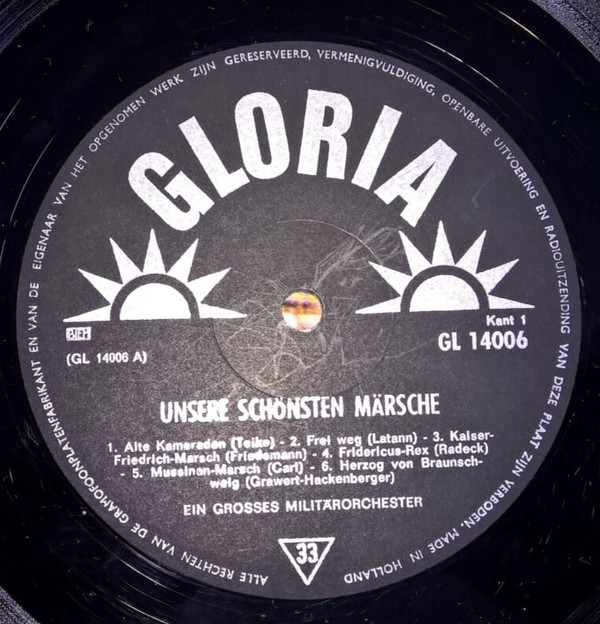 ALLE RECHTEN VAN DE GRAMOFOONPLATENFABRIKANT EN VAN DE EIGENAAR VAN HET OPGENOMEN WERK ZIJN GERESERVEERD, VERMENIGVULDIGING, OPENBARE UITVOERING EN RADIOUITZENDING VAN DEZE PLAAT ZIJN VERBODEN. MADE IN HOLLAND
GLORIA
BIEM
(GL 14006 A)
Kant 1
GL 14006
UNSERE SCHÖNSTEN MÄRSCHE
1. Alte Kameraden (Teike) - 2. Frei weg (Latann) - 3. Kaiser-
Friedrich-Marsch (Friedemann) - 4. Fridericus-Rex (Radeck)
- 5. Mussinan-Marsch (Carl) - 6. Herzog von Braunsch-
weig (Grawert-Hackenberger)
EIN GROSSES MILITÄRORCHESTER
33